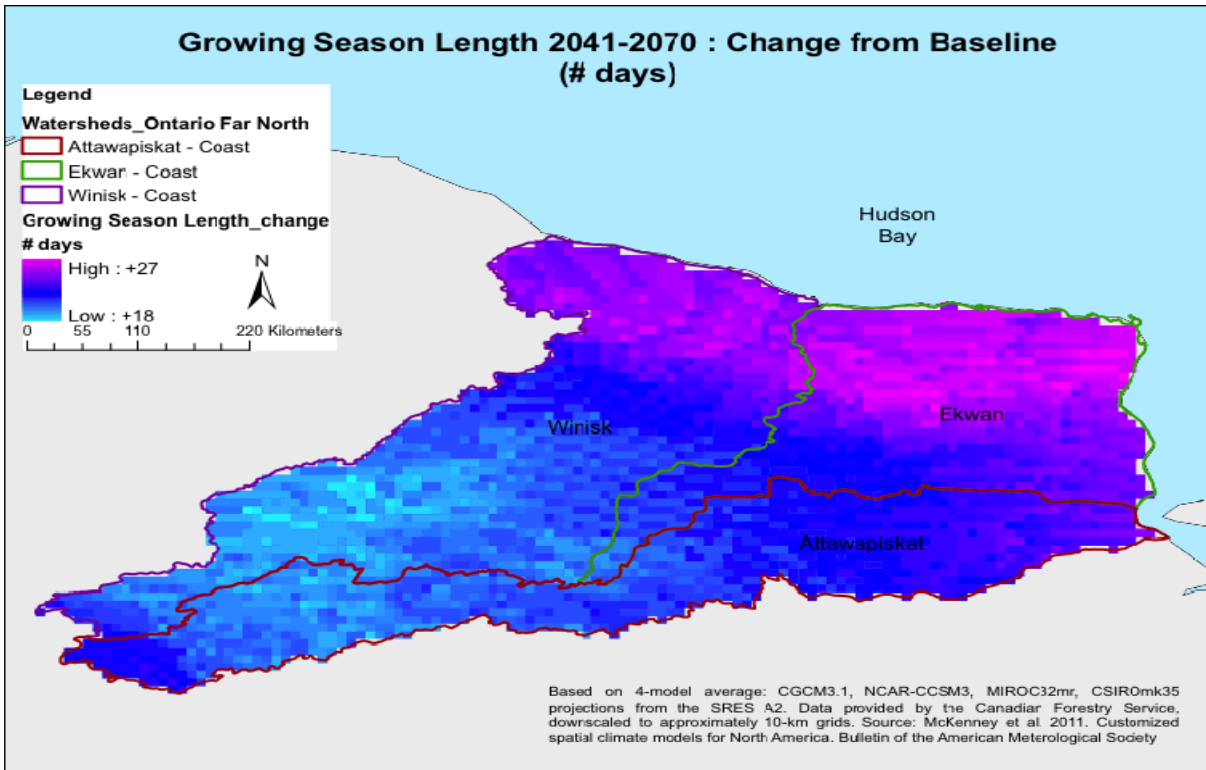 Growing Season Length 2041-2070 : Change from Baseline
(# days)
Legend
Watersheds_Ontario Far North
Attawapiskat - Coast
Ekwan - Coast
Winisk - Coast
Growing Season Length_change
# days
High : +27
Low : +18
N
0 55 110 220 Kilometers
Hudson
Bay
Winisk
Ekwan
Attawapiskat
Based on 4-model average: CGCM3.1, NCAR-CCSM3, MIROC32mr, CSIROmk35
projections from the SRES A2. Data provided by the Canadian Forestry Service,
downscaled to approximately 10-km grids. Source: McKenney et al. 2011. Customized
spatial climate models for North America. Bulletin of the American Meterological Society